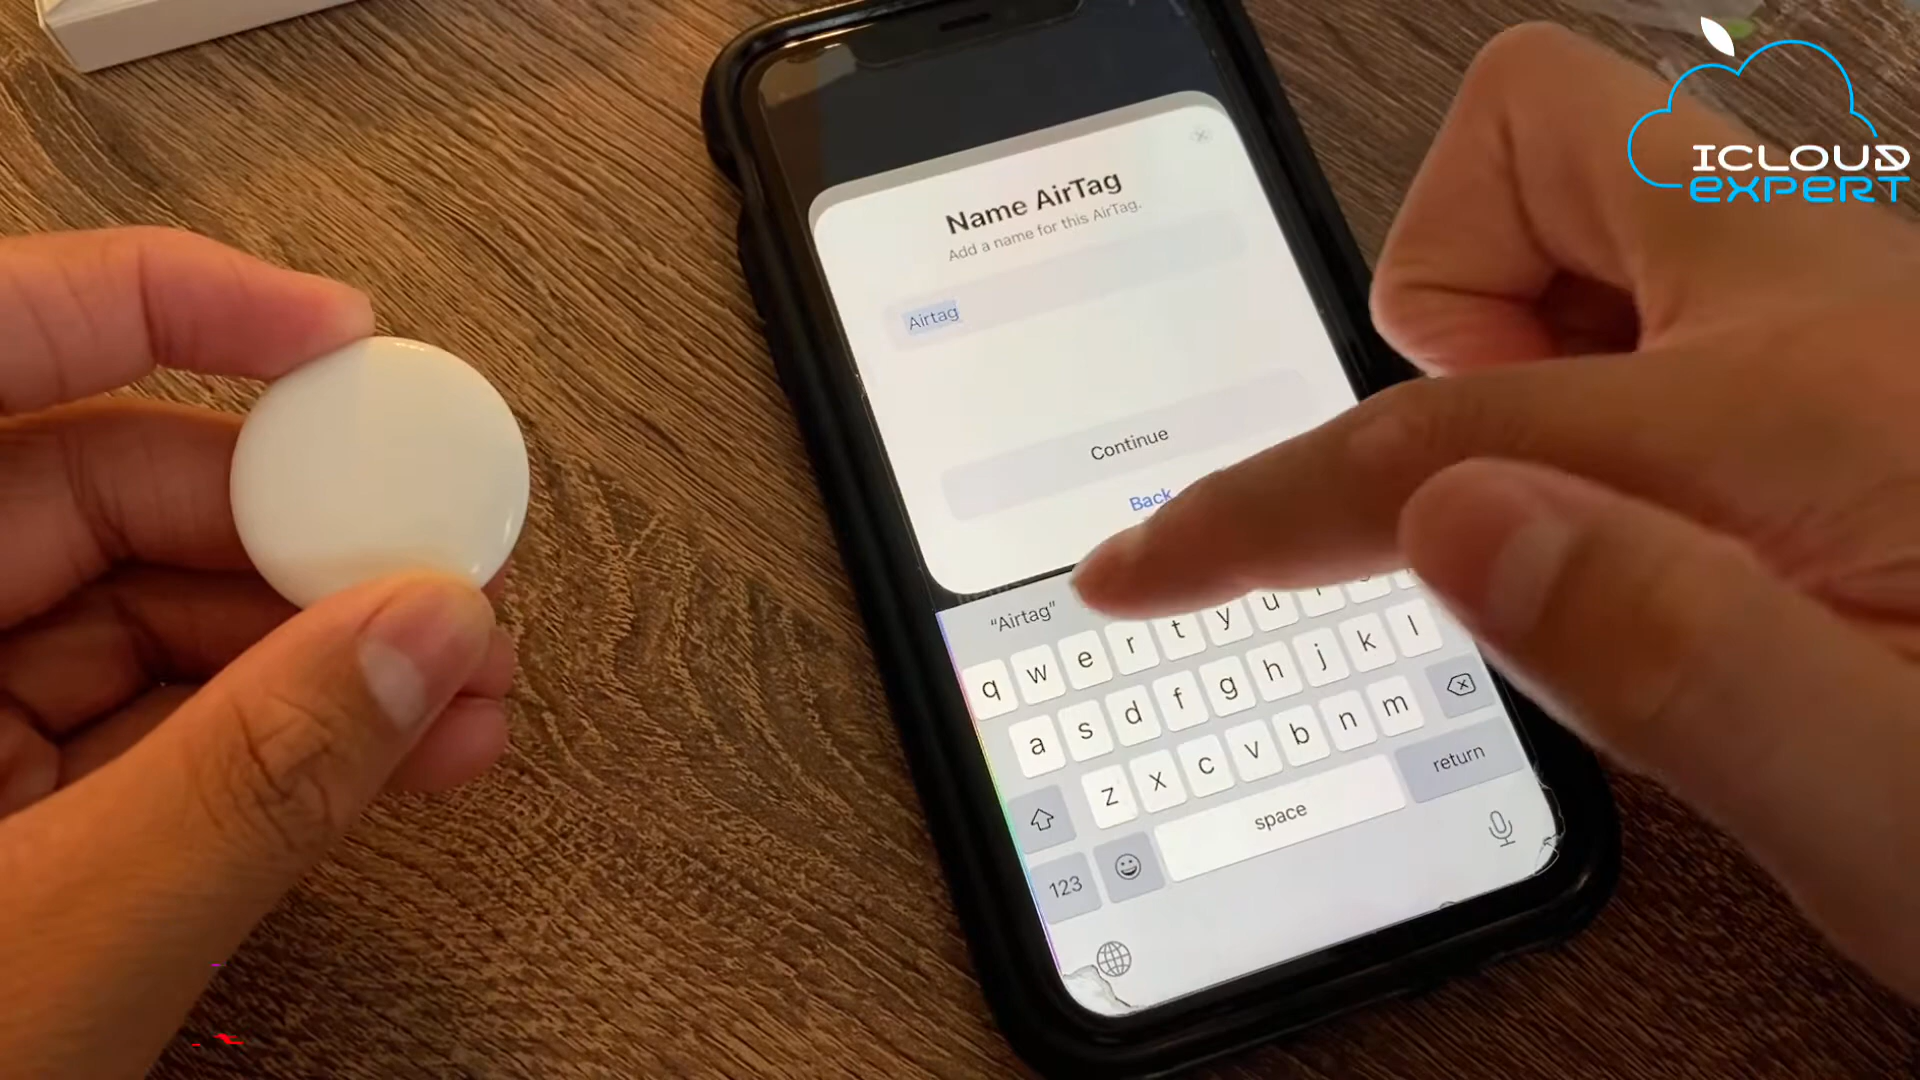 ICLOUD
EXPERT
Name AirTag
Add a name for this AirTag.
Airtag
Continue
Back
"Airtag"
q w e r t y u
a s d f g h j k l
z x c v b n m
123 space return